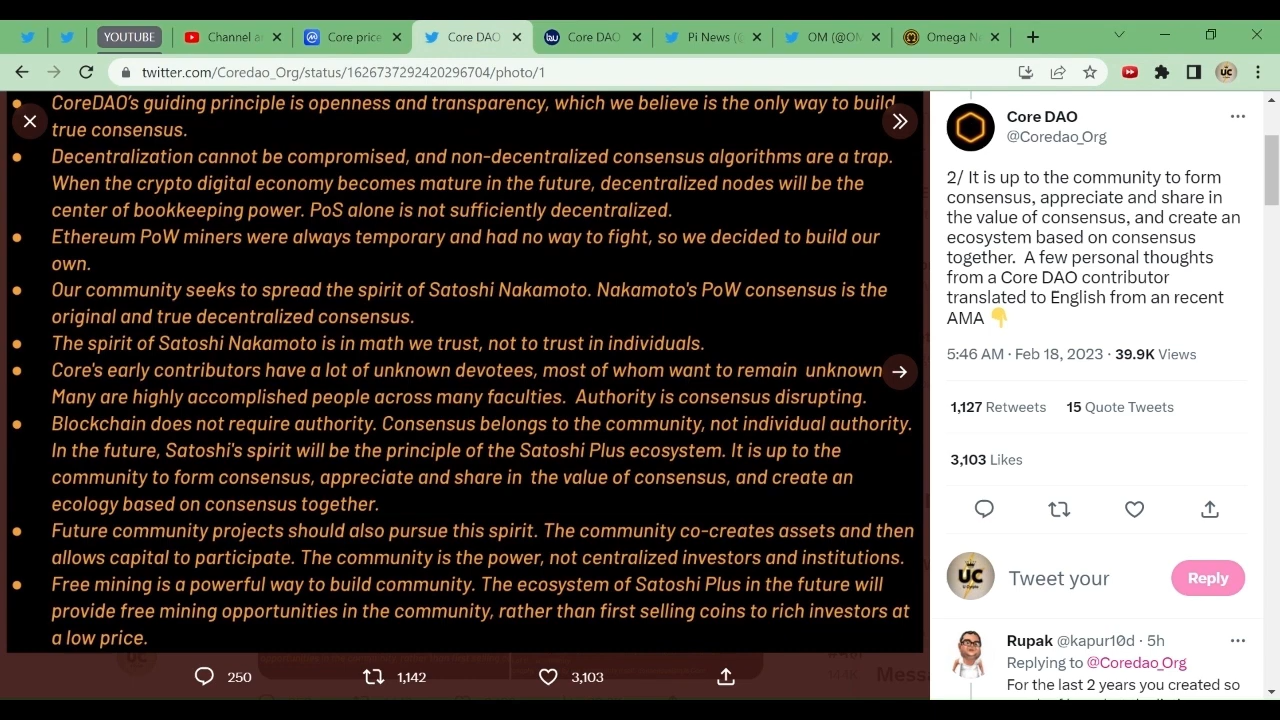 YOUTUBE
Channel a
Core price
Core DAO
Core DAO
Pi News (
OM (@OM
Omega N
twitter.com/Coredao_Org/status/1626737292420296704/photo/1
CoreDAO's guiding principle is openness and transparency, which we believe is the only way to build
true consensus.
Decentralization cannot be compromised, and non-decentralized consensus algorithms are a trap.
When the crypto digital economy becomes mature in the future, decentralized nodes will be the
center of bookkeeping power. PoS alone is not sufficiently decentralized.
Ethereum PoW miners were always temporary and had no way to fight, so we decided to build our
own.
Our community seeks to spread the spirit of Satoshi Nakamoto. Nakamoto's PoW consensus is the
original and true decentralized consensus.
The spirit of Satoshi Nakamoto is in math we trust, not to trust in individuals.
Core's early contributors have a lot of unknown devotees, most of whom want to remain unknown
Many are highly accomplished people across many faculties. Authority is consensus disrupting.
Blockchain does not require authority. Consensus belongs to the community, not individual authority.
In the future, Satoshi's spirit will be the principle of the Satoshi Plus ecosystem. It is up to the
community to form consensus, appreciate and share in the value of consensus, and create an
ecology based on consensus together.
Future community projects should also pursue this spirit. The community co-creates assets and then
allows capital to participate. The community is the power, not centralized investors and institutions.
Free mining is a powerful way to build community. The ecosystem of Satoshi Plus in the future will
provide free mining opportunities in the community, rather than first selling coins to rich investors at
a low price.
250
1,142
3,103
Core DAO
@Coredao_Org
2/ It is up to the community to form
consensus, appreciate and share in
the value of consensus, and create an
ecosystem based on consensus
together. A few personal thoughts
from a Core DAO contributor
translated to English from an recent
AMA 👇
5:46 AM · Feb 18, 2023 · 39.9K Views
1,127 Retweets 15 Quote Tweets
3,103 Likes
UC
Tweet your
Reply
Rupak @kapur10d · 5h
Replying to @Coredao_Org
For the last 2 years you created so